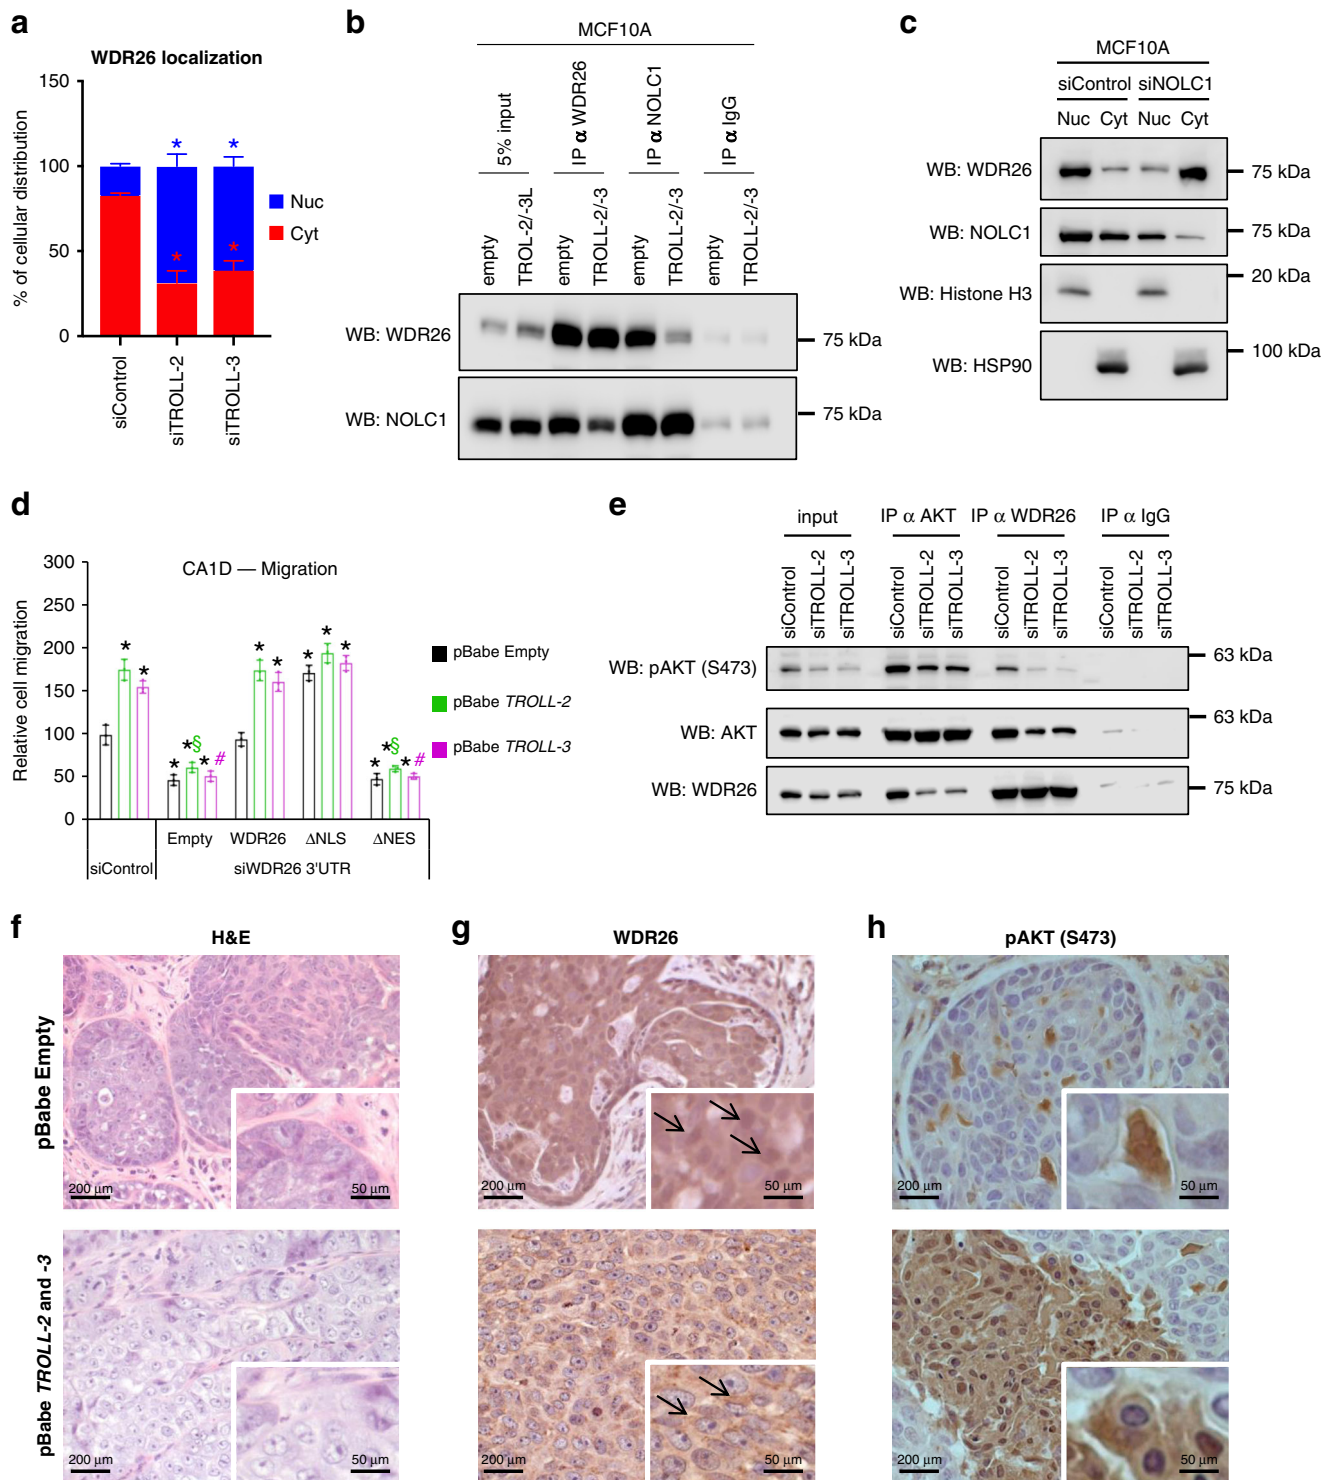 a
WDR26 localization
% of cellular distribution
150
100
50
0
* *
* *
Nuc
Cyt
siControl
siTROLL-2
siTROLL-3
b
MCF10A
5% input
IP α WDR26
IP α NOLC1
IP α IgG
empty
TROL-2/-3L
empty
TROLL-2/-3
empty
TROLL-2/-3
empty
TROLL-2/-3
WB: WDR26
75 kDa
WB: NOLC1
75 kDa
c
MCF10A
siControl siNOLC1
Nuc Cyt Nuc Cyt
WB: WDR26
75 kDa
WB: NOLC1
75 kDa
WB: Histone H3
20 kDa
WB: HSP90
100 kDa
d
CA1D — Migration
Relative cell migration
300
250
200
150
100
50
0
* *
* *§ * #
* *
* * *
* *§ * #
pBabe Empty
pBabe TROLL-2
pBabe TROLL-3
Empty WDR26 ΔNLS ΔNES
siControl siWDR26 3'UTR
e
input IP α AKT IP α WDR26 IP α IgG
siControl
siTROLL-2
siTROLL-3
siControl
siTROLL-2
siTROLL-3
siControl
siTROLL-2
siTROLL-3
siControl
siTROLL-2
siTROLL-3
WB: pAKT (S473)
63 kDa
WB: AKT
63 kDa
WB: WDR26
75 kDa
f
H&E
g
WDR26
h
pAKT (S473)
pBabe Empty
200 µm 50 µm
200 µm 50 µm
200 µm 50 µm
pBabe TROLL-2 and -3
200 µm 50 µm
200 µm 50 µm
200 µm 50 µm